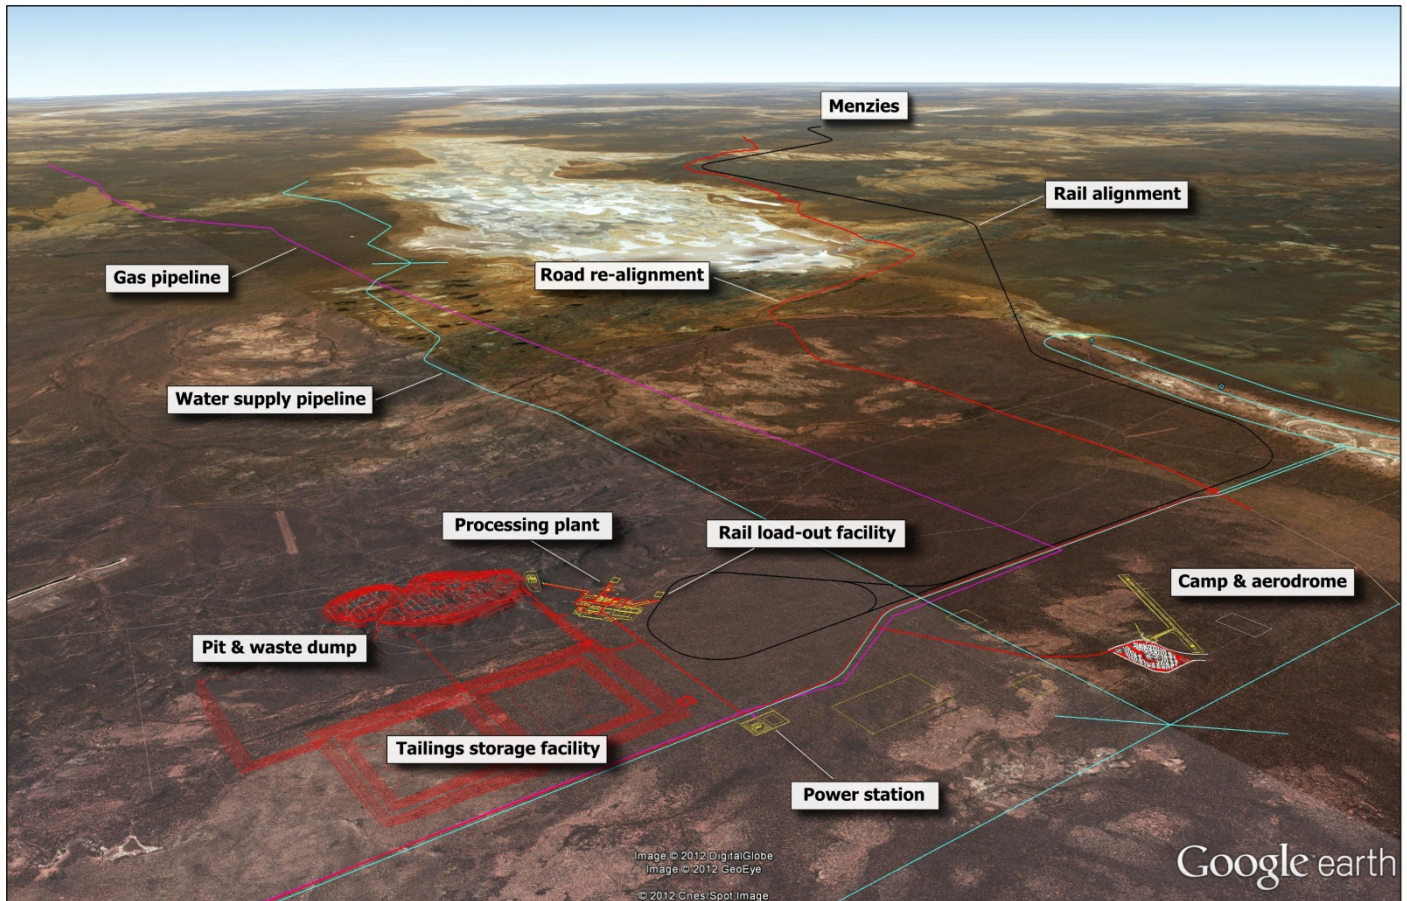 Menzies
Rail alignment
Gas pipeline
Road re-alignment
Water supply pipeline
Processing plant
Rail load-out facility
Camp & aerodrome
Pit & waste dump
Tailings storage facility
Power station
Image © 2012 DigitalGlobe
Image © 2012 GeoEye
© 2012 Cnes/Spot Image
Google earth